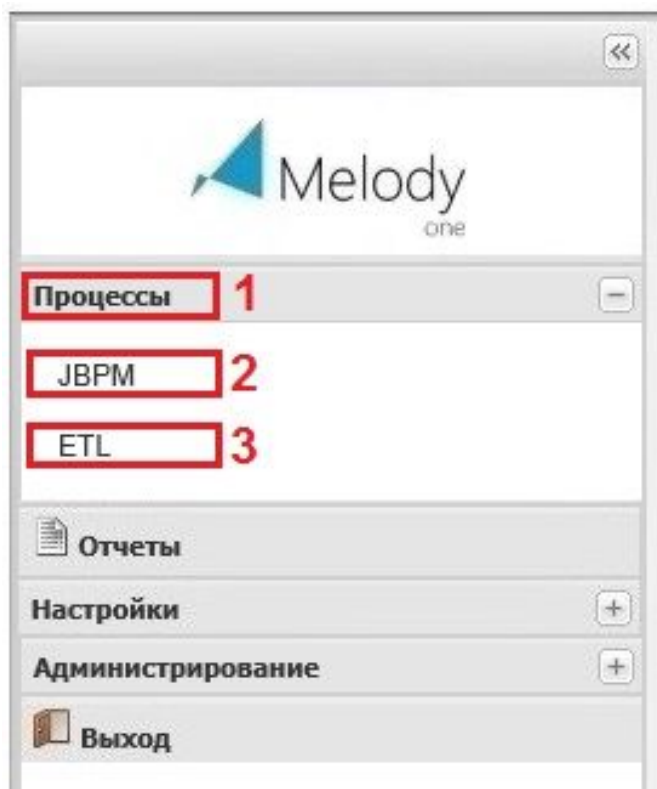 Melody
one
Процессы 1
JBPM 2
ETL 3
Отчеты
Настройки
Администрирование
Выход